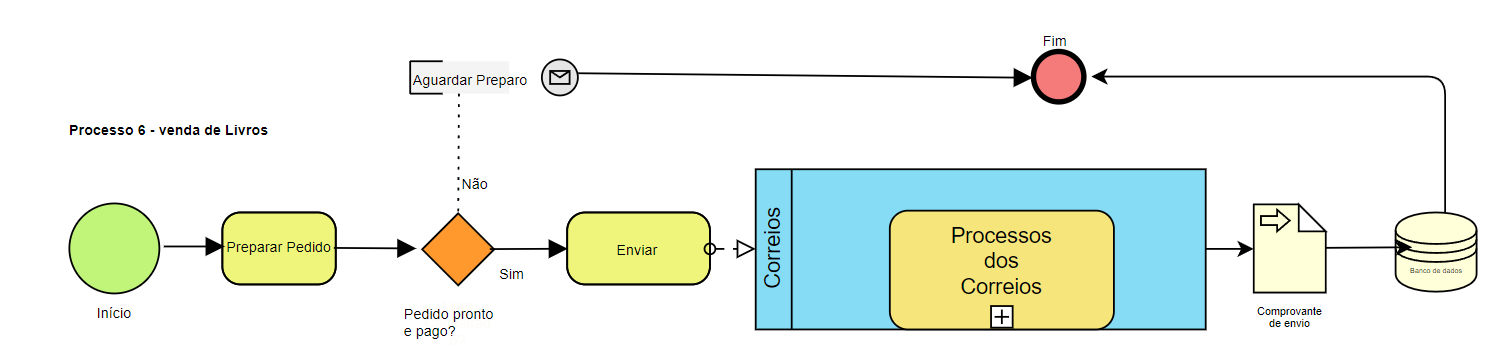 Fim
Aguardar Preparo
Processo 6 - venda de Livros
Não
Preparar Pedido
Enviar
Sim
Início
Pedido pronto
e pago?
Correios
Processos
dos
Correios
Comprovante
de envio
Banco de dados